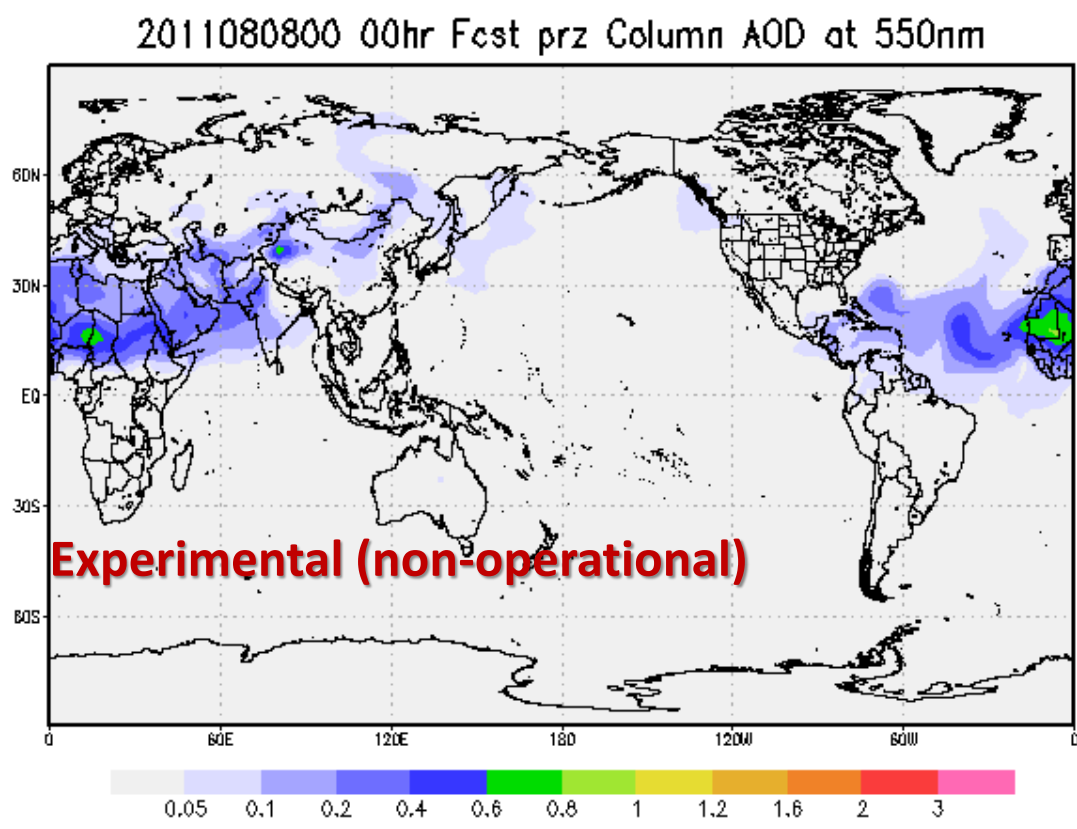 2011080800 00hr Fcst prz Column AOD at 550nm
60N
30N
EQ
30S
Experimental (non-operational)
60S
0 60E 120E 180 120W 60W 0
0.05 0.1 0.2 0.4 0.6 0.8 1 1.2 1.6 2 3